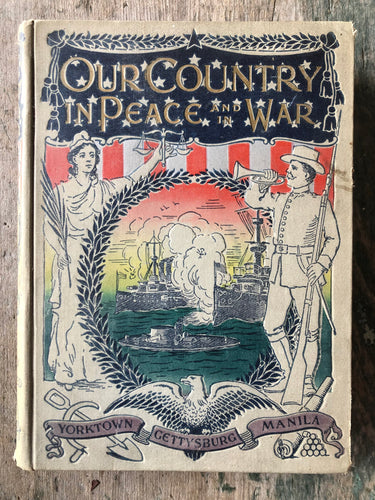 OUR COUNTRY
IN PEACE AND IN WAR
YORKTOWN GETTYSBURG MANILA